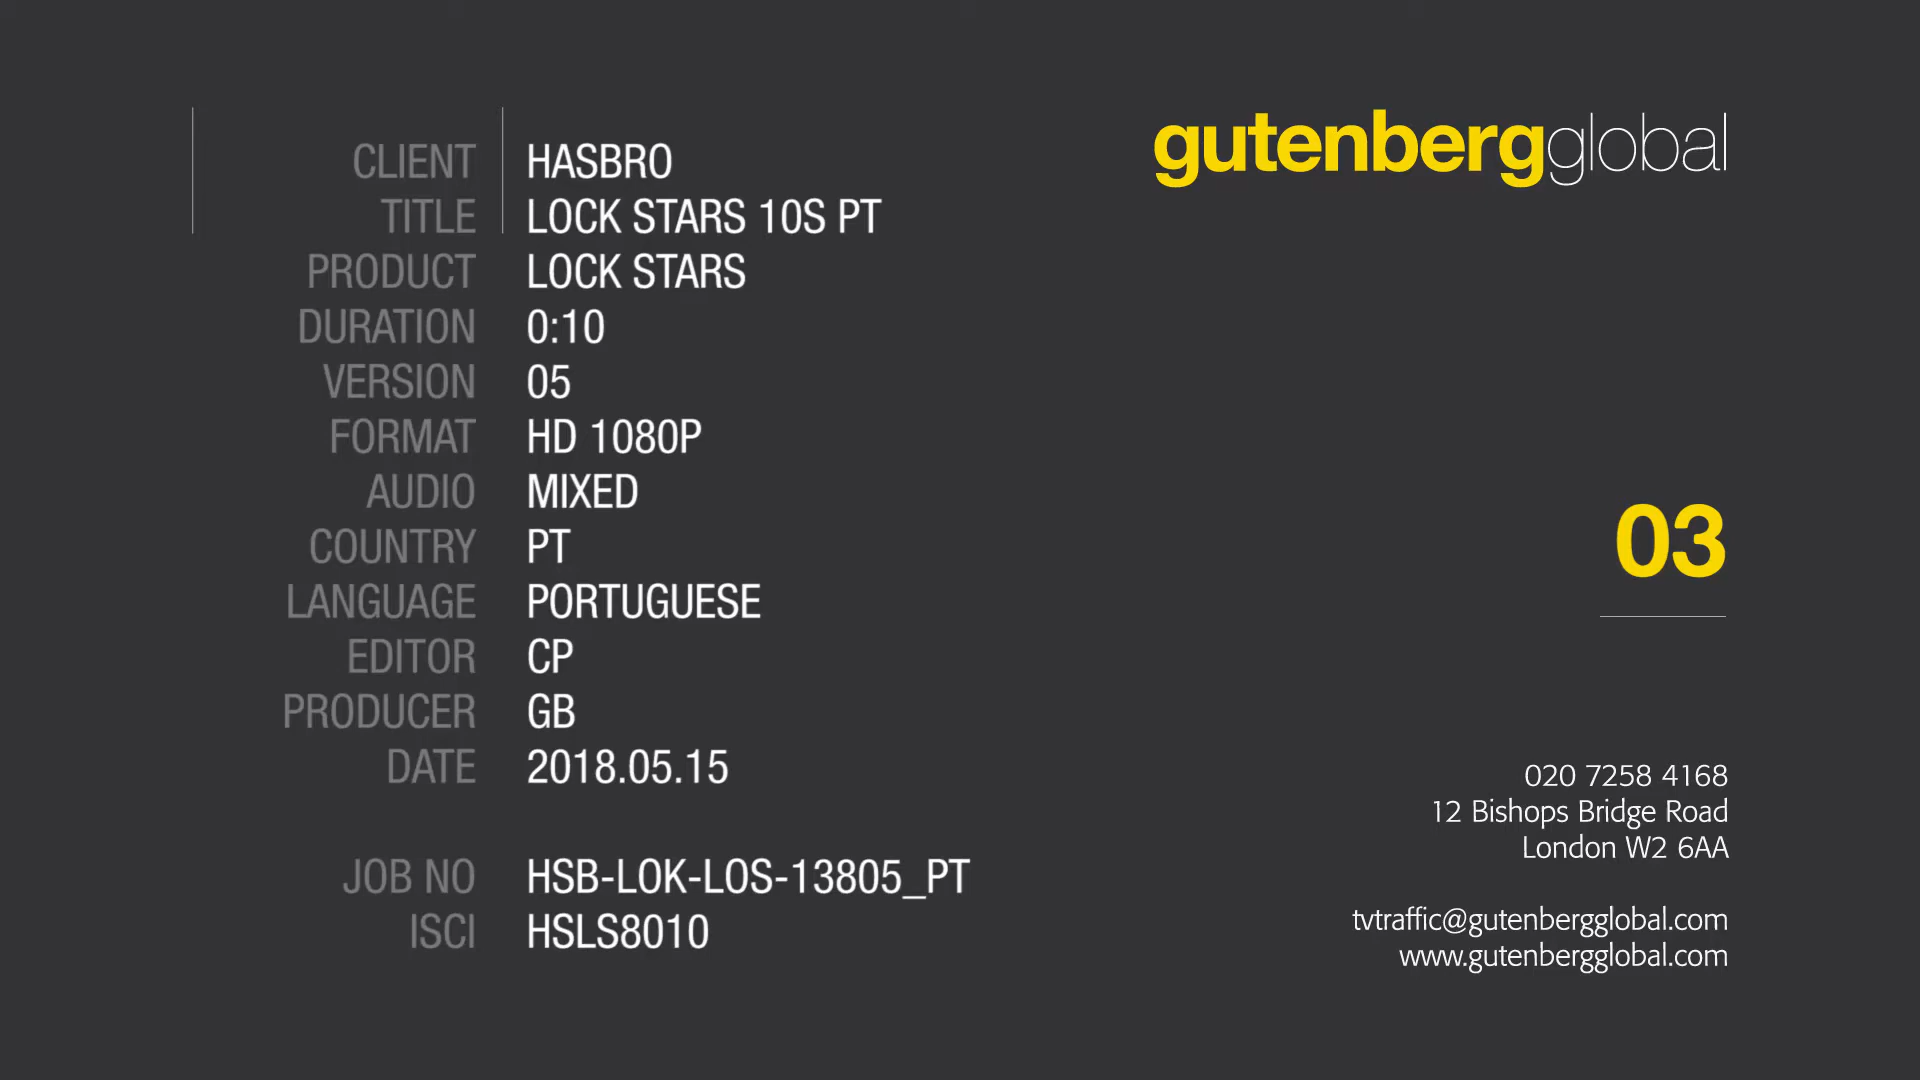 gutenbergglobal
CLIENT HASBRO
TITLE LOCK STARS 10S PT
PRODUCT LOCK STARS
DURATION 0:10
VERSION 05
FORMAT HD 1080P
AUDIO MIXED
COUNTRY PT
LANGUAGE PORTUGUESE
EDITOR CP
PRODUCER GB
DATE 2018.05.15
JOB NO HSB-LOK-LOS-13805_PT
ISCI HSLS8010
03
020 7258 4168
12 Bishops Bridge Road
London W2 6AA
tvtraffic@gutenbergglobal.com
www.gutenbergglobal.com